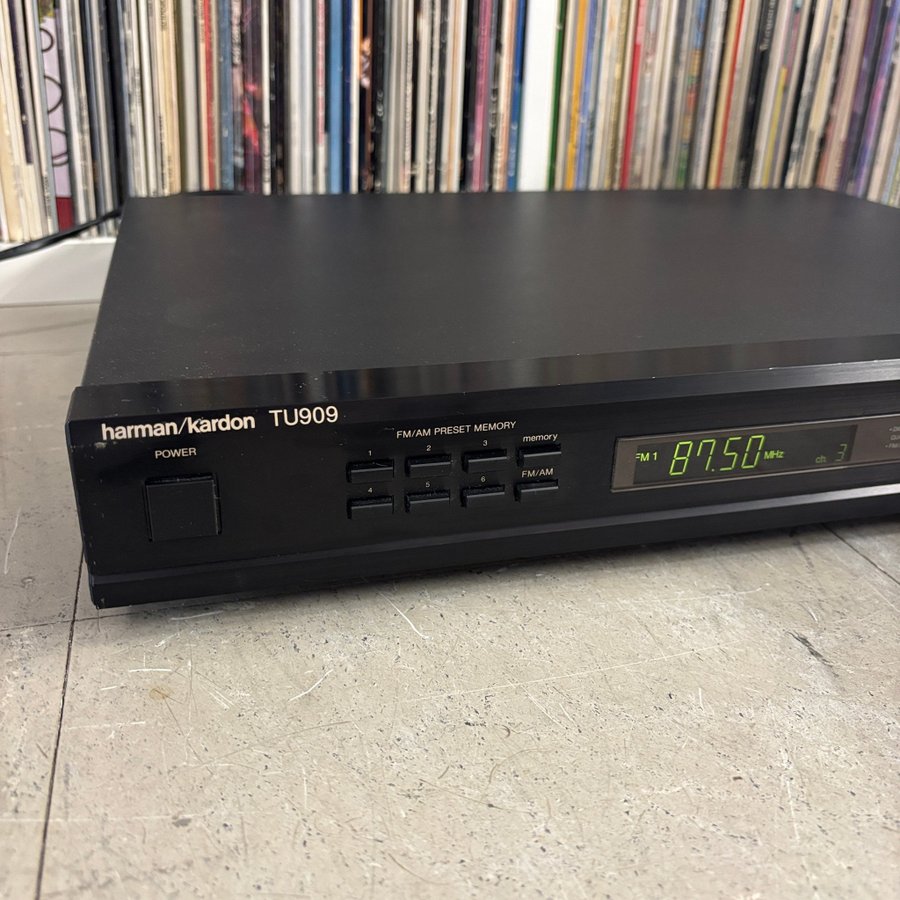 harman/kardon TU909
POWER
FM/AM PRESET MEMORY
1 2 3 memory
4 5 6 FM/AM
FM 1 87.50 MHz ch. 3